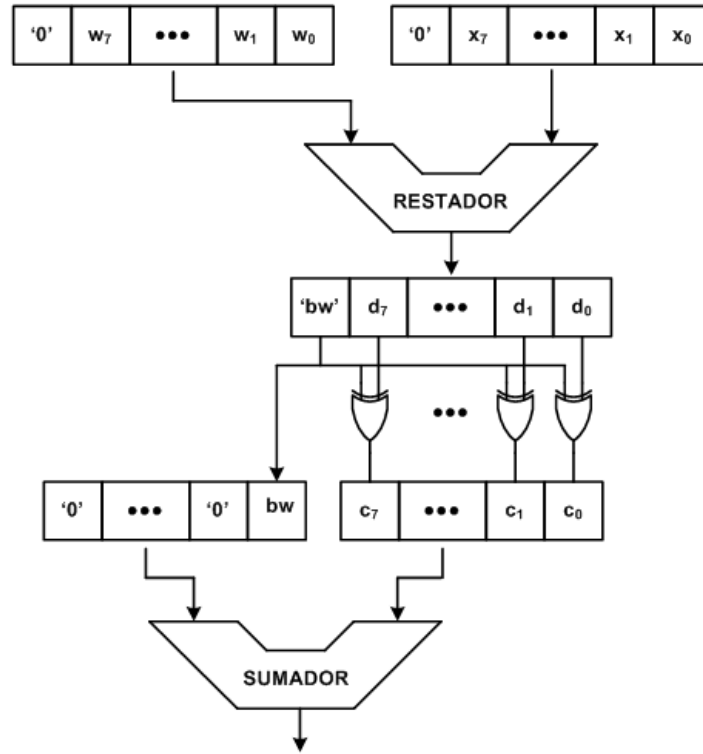 ‘0’ w7 ••• w1 w0 ‘0’ x7 ••• x1 x0
RESTADOR
‘bw’ d7 ••• d1 d0
•••
‘0’ ••• ‘0’ bw c7 ••• c1 c0
SUMADOR